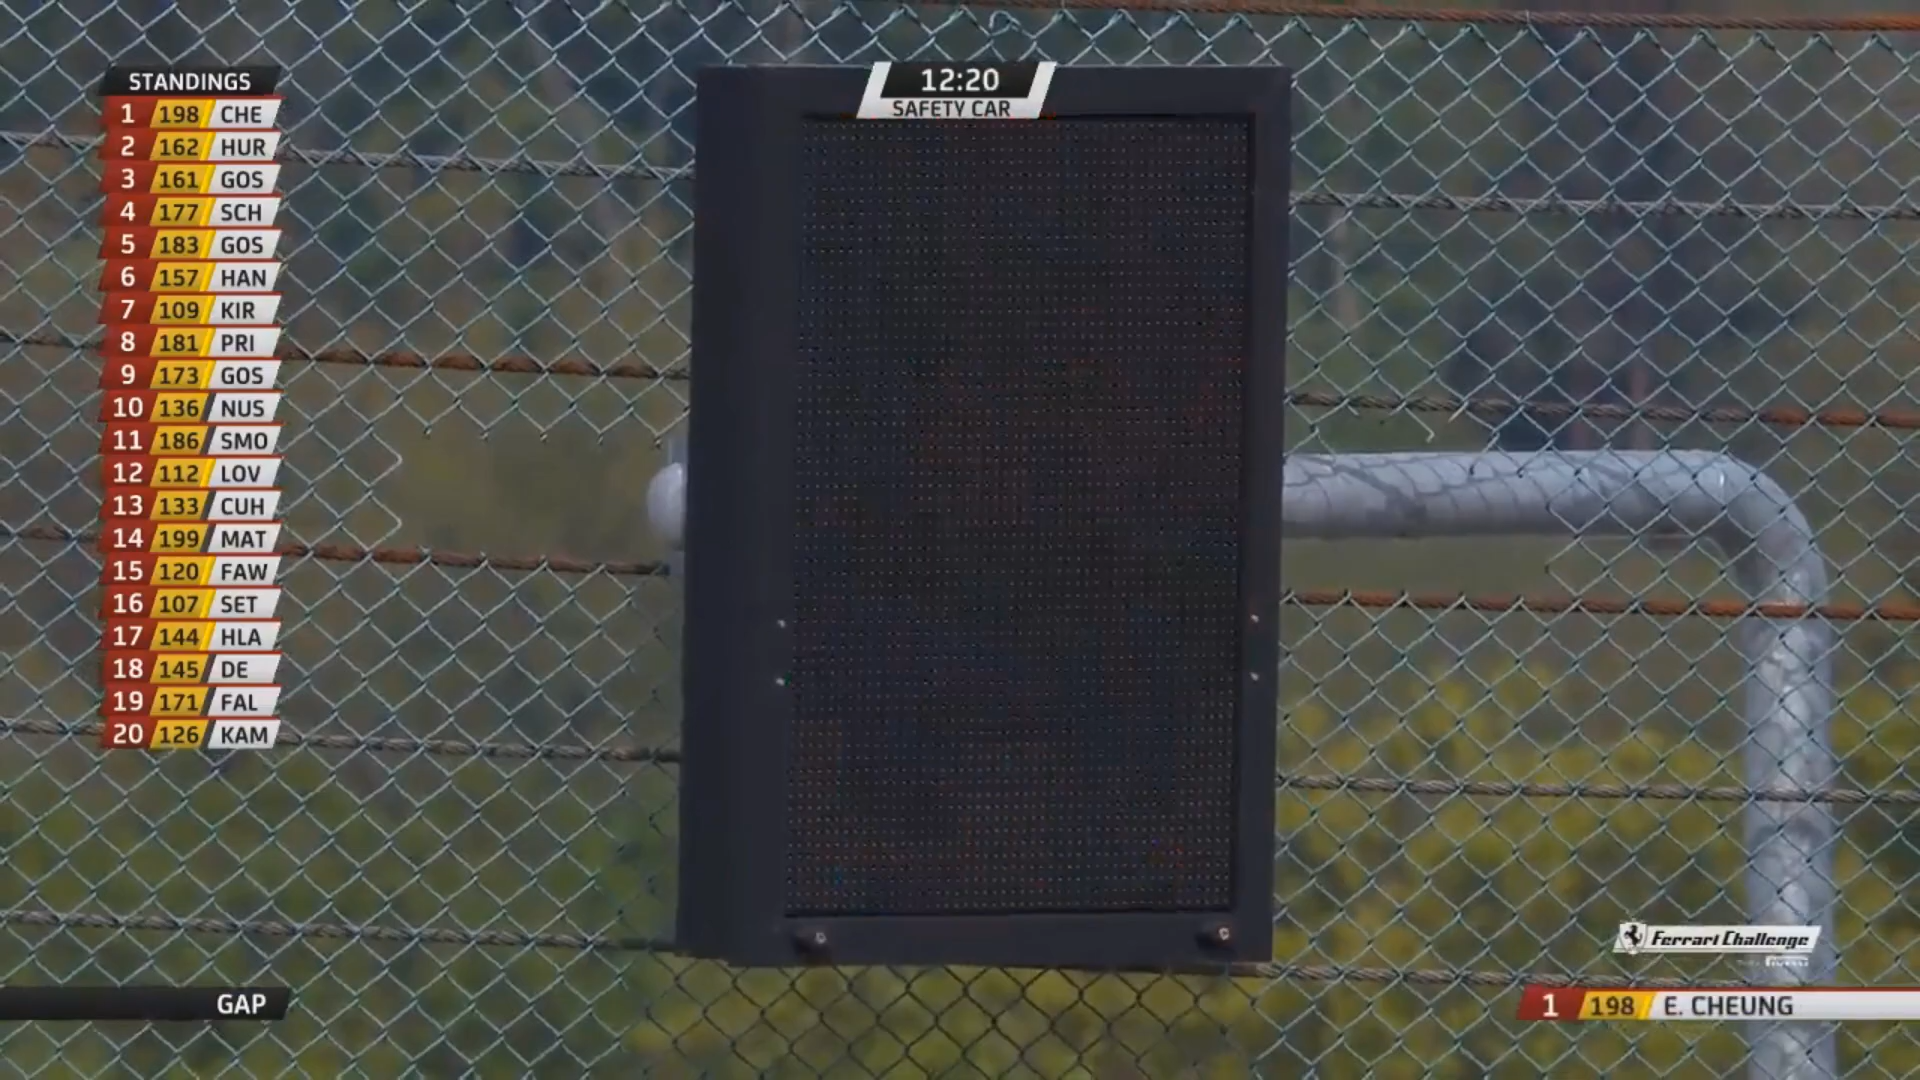 STANDINGS
1 198 CHE
2 162 HUR
3 161 GOS
4 177 SCH
5 183 GOS
6 157 HAN
7 109 KIR
8 181 PRI
9 173 GOS
10 136 NUS
11 186 SMO
12 112 LOV
13 133 CUH
14 199 MAT
15 120 FAW
16 107 SET
17 144 HLA
18 145 DE
19 171 FAL
20 126 KAM
12:20
SAFETY CAR
GAP
Ferrari Challenge
1 198 E. CHEUNG